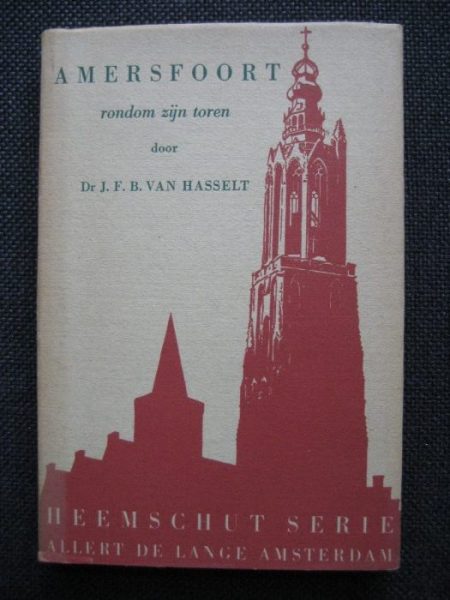 AMERSFOORT
rondom zijn toren
door
Dr J. F. B. VAN HASSELT
HEEMSCHUT SERIE
ALLERT DE LANGE AMSTERDAM